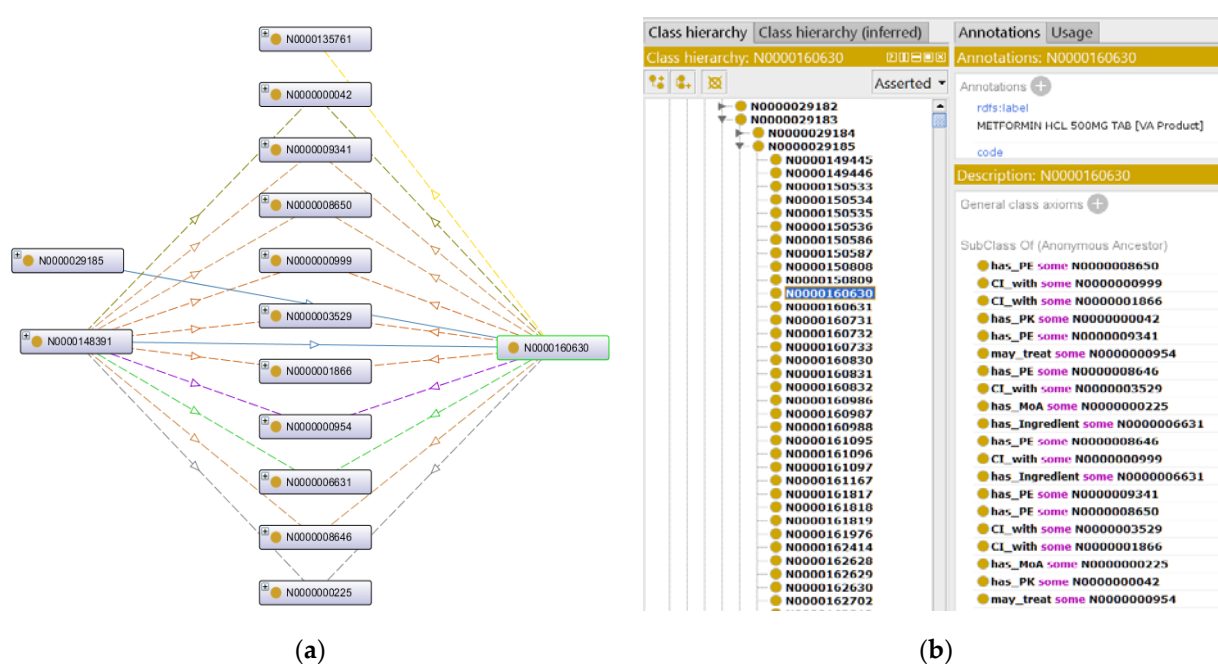 N0000135761
N0000000042
N0000009341
N0000008650
N0000000999
N0000029185
N0000003529
N0000148391
N0000160630
N0000001866
N0000000954
N0000006631
N0000008646
N0000000225
(a)
Class hierarchy Class hierarchy (inferred)
Class hierarchy: N0000160630
Asserted
N0000029182
N0000029183
N0000029184
N0000029185
N0000149445
N0000149446
N0000150533
N0000150534
N0000150535
N0000150536
N0000150586
N0000150587
N0000150808
N0000150809
N0000160630
N0000160631
N0000160731
N0000160732
N0000160733
N0000160830
N0000160831
N0000160832
N0000160986
N0000160987
N0000160988
N0000161095
N0000161096
N0000161097
N0000161167
N0000161817
N0000161818
N0000161819
N0000161976
N0000162414
N0000162628
N0000162629
N0000162630
N0000162702
Annotations Usage
Annotations: N0000160630
Annotations
rdfs:label
METFORMIN HCL 500MG TAB [VA Product]
code
Description: N0000160630
General class axioms
SubClass Of (Anonymous Ancestor)
has_PE some N0000008650
CI_with some N0000000999
CI_with some N0000001866
has_PK some N0000000042
has_PE some N0000009341
may_treat some N0000000954
has_PE some N0000008646
CI_with some N0000003529
has_MoA some N0000000225
has_Ingredient some N0000006631
has_PE some N0000008646
CI_with some N0000000999
has_Ingredient some N0000006631
has_PE some N0000009341
has_PE some N0000008650
CI_with some N0000003529
CI_with some N0000001866
has_MoA some N0000000225
has_PK some N0000000042
may_treat some N0000000954
(b)